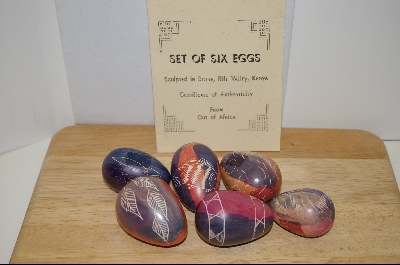 SET OF SIX EGGS
Sculpted in Stone, Rift Valley, Kenya
Certificate of Authenticity
From
Out of Africa